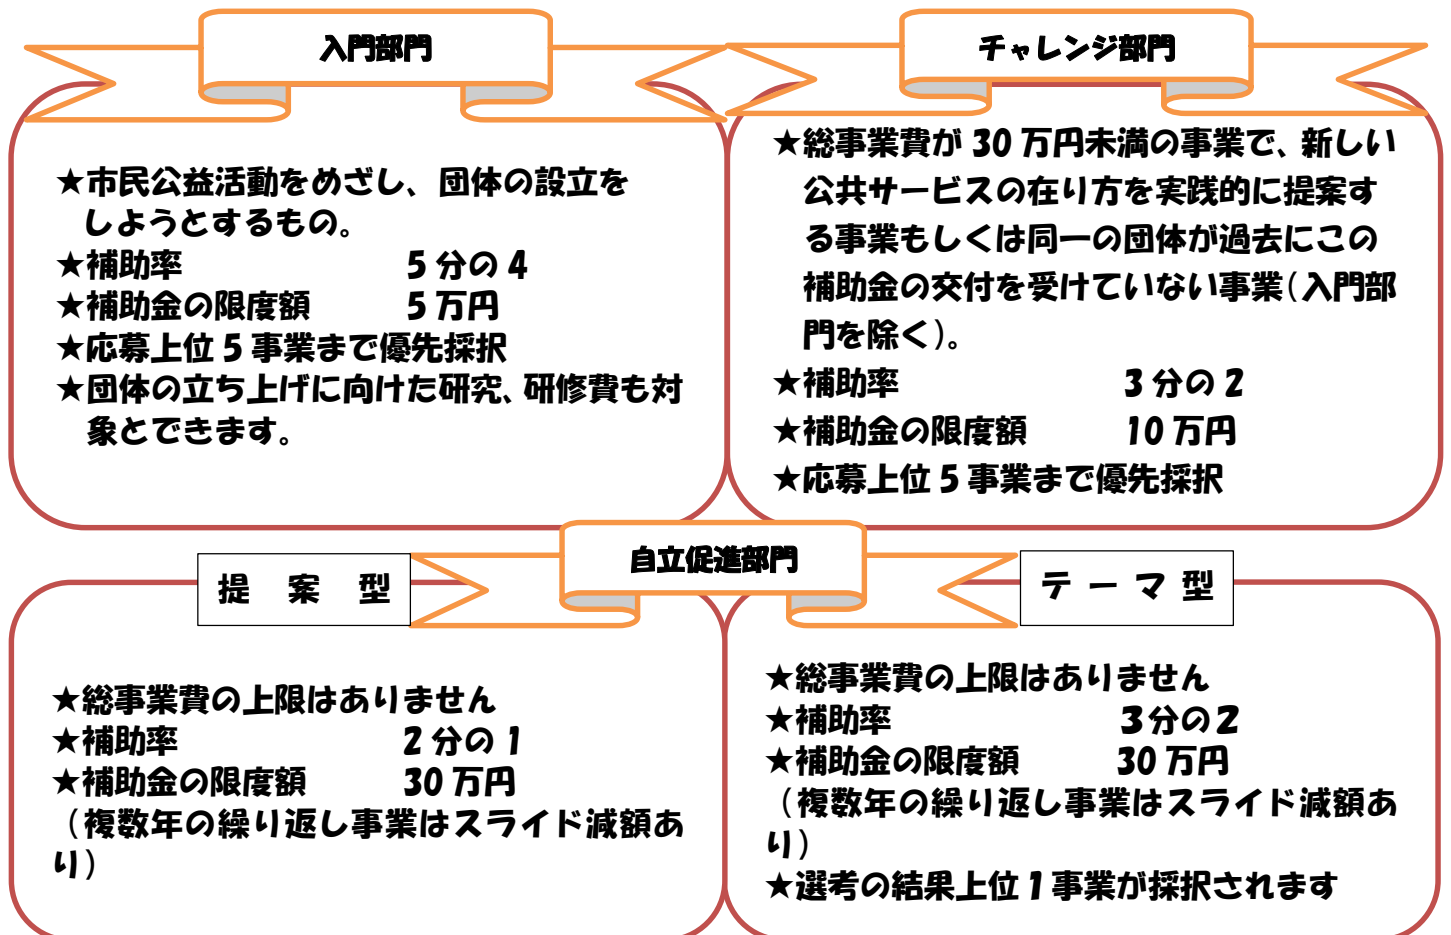 入門部門
★市民公益活動をめざし、団体の設立を
しようとするもの。
★補助率 5分の4
★補助金の限度額 5万円
★応募上位5事業まで優先採択
★団体の立ち上げに向けた研究、研修費も対
象とできます。
チャレンジ部門
★総事業費が30万円未満の事業で、新しい
公共サービスの在り方を実践的に提案す
る事業もしくは同一の団体が過去にこの
補助金の交付を受けていない事業(入門部
門を除く)。
★補助率 3分の2
★補助金の限度額 10万円
★応募上位5事業まで優先採択
自立促進部門
提案型
★総事業費の上限はありません
★補助率 2分の1
★補助金の限度額 30万円
(複数年の繰り返し事業はスライド減額あ
り)
テーマ型
★総事業費の上限はありません
★補助率 3分の2
★補助金の限度額 30万円
(複数年の繰り返し事業はスライド減額あ
り)
★選考の結果上位1事業が採択されます